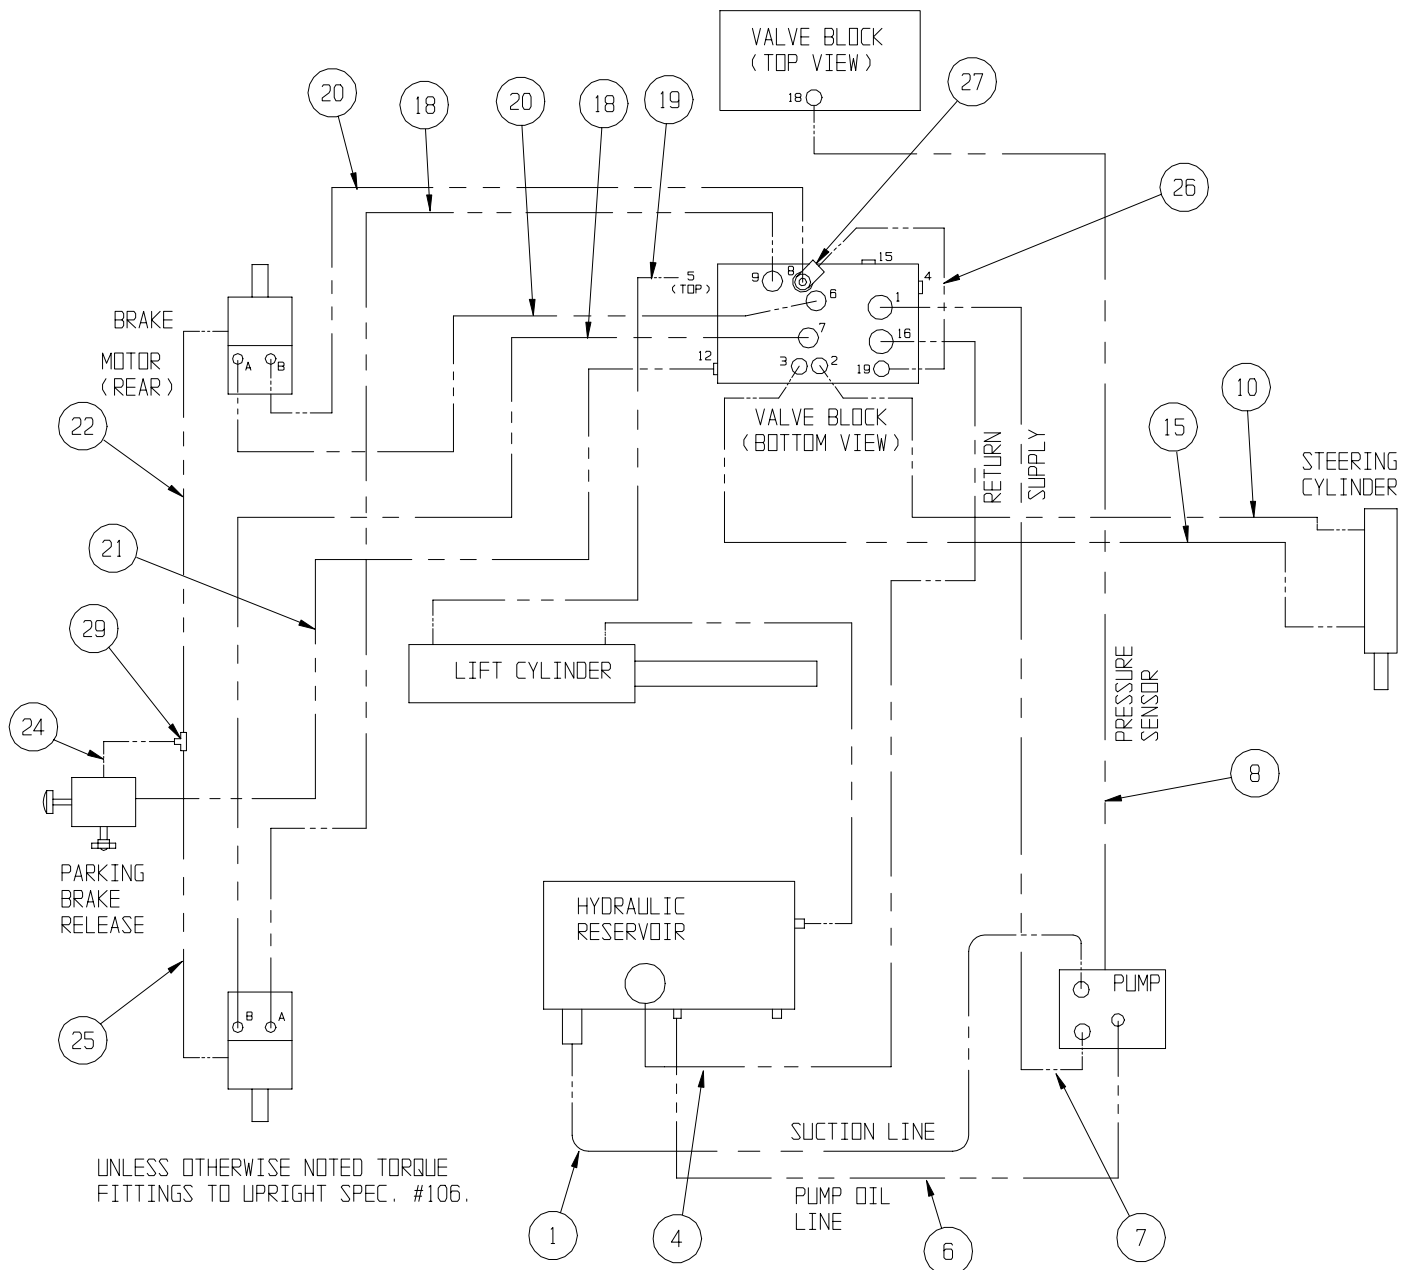 VALVE BLOCK
(TOP VIEW)
18
20
18
20
18
19
27
26
5
(TOP)
9
8
15
4
6
1
7
16
12
3
2
19
VALVE BLOCK
(BOTTOM VIEW)
BRAKE
MOTOR
(REAR)
A
B
22
21
29
24
RETURN
SUPPLY
10
15
STEERING
CYLINDER
LIFT CYLINDER
PRESSURE
SENSOR
8
PARKING
BRAKE
RELEASE
25
B
A
HYDRAULIC
RESERVOIR
PUMP
SUCTION LINE
PUMP OIL
LINE
UNLESS OTHERWISE NOTED TORQUE
FITTINGS TO UPRIGHT SPEC. #106.
1
4
6
7